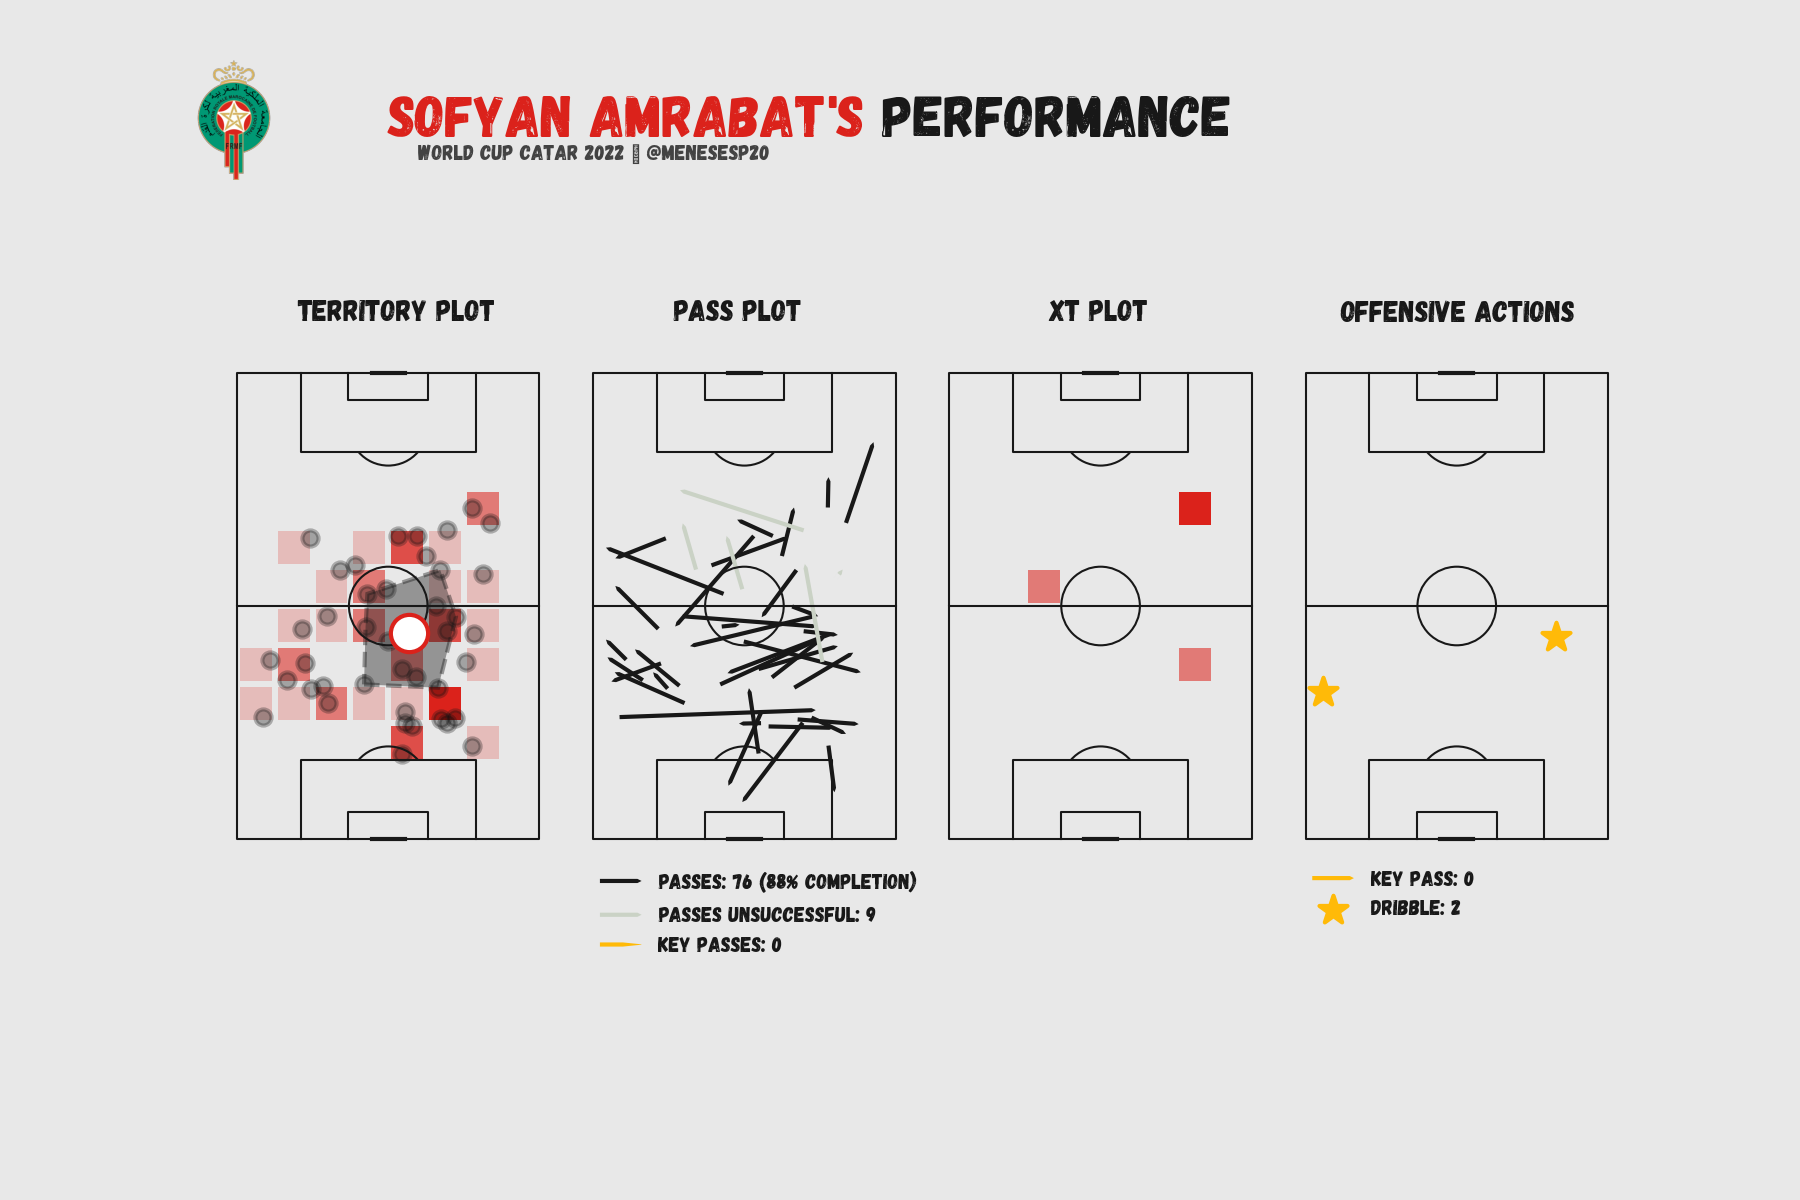 SOFYAN AMRABAT'S PERFORMANCE
WORLD CUP CATAR 2022 @MENESESP20
TERRITORY PLOT
PASS PLOT
XT PLOT
OFFENSIVE ACTIONS
PASSES: 76 (88% COMPLETION)
PASSES UNSUCCESSFUL: 9
KEY PASSES: 0
KEY PASS: 0
DRIBBLE: 2
FRMF